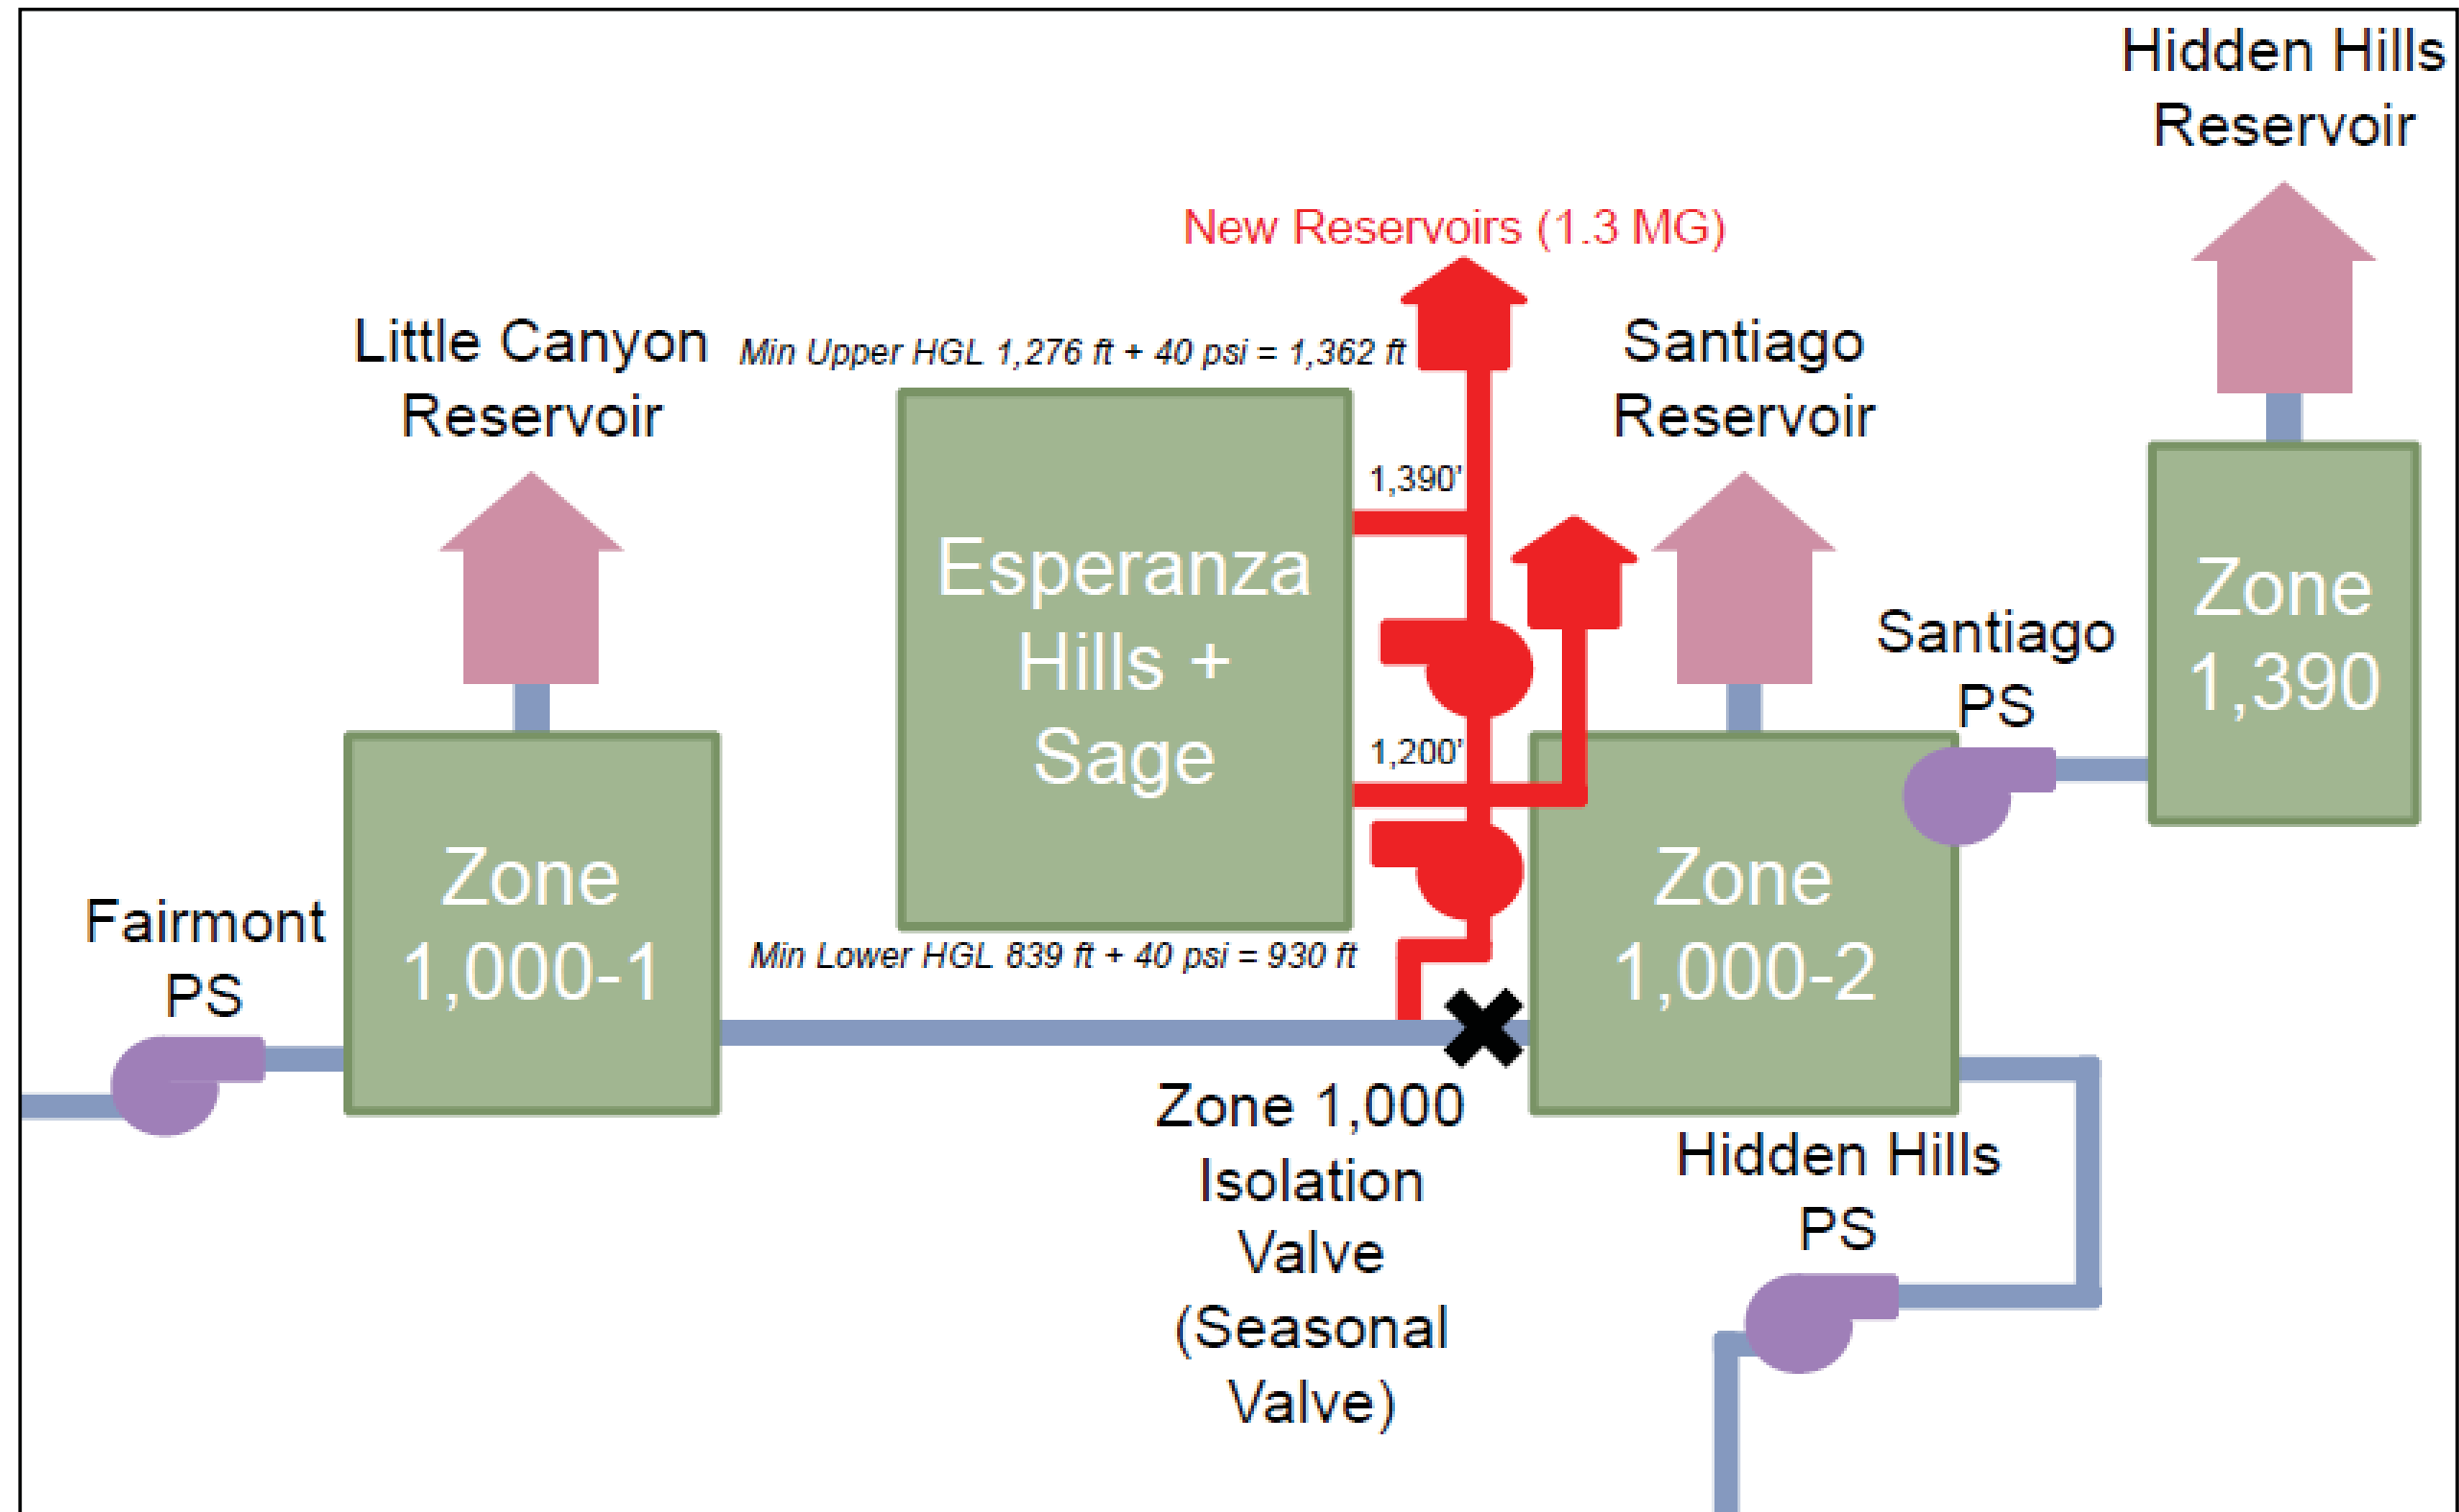 Hidden Hills
Reservoir
New Reservoirs (1.3 MG)
Little Canyon
Reservoir
Min Upper HGL 1,276 ft + 40 psi = 1,362 ft
Santiago
Reservoir
1,390'
Esperanza
Hills +
Sage
Zone
1,390
Santiago
PS
1,200'
Zone
1,000-1
Zone
1,000-2
Fairmont
PS
Min Lower HGL 839 ft + 40 psi = 930 ft
Zone 1,000
Isolation
Valve
(Seasonal
Valve)
Hidden Hills
PS